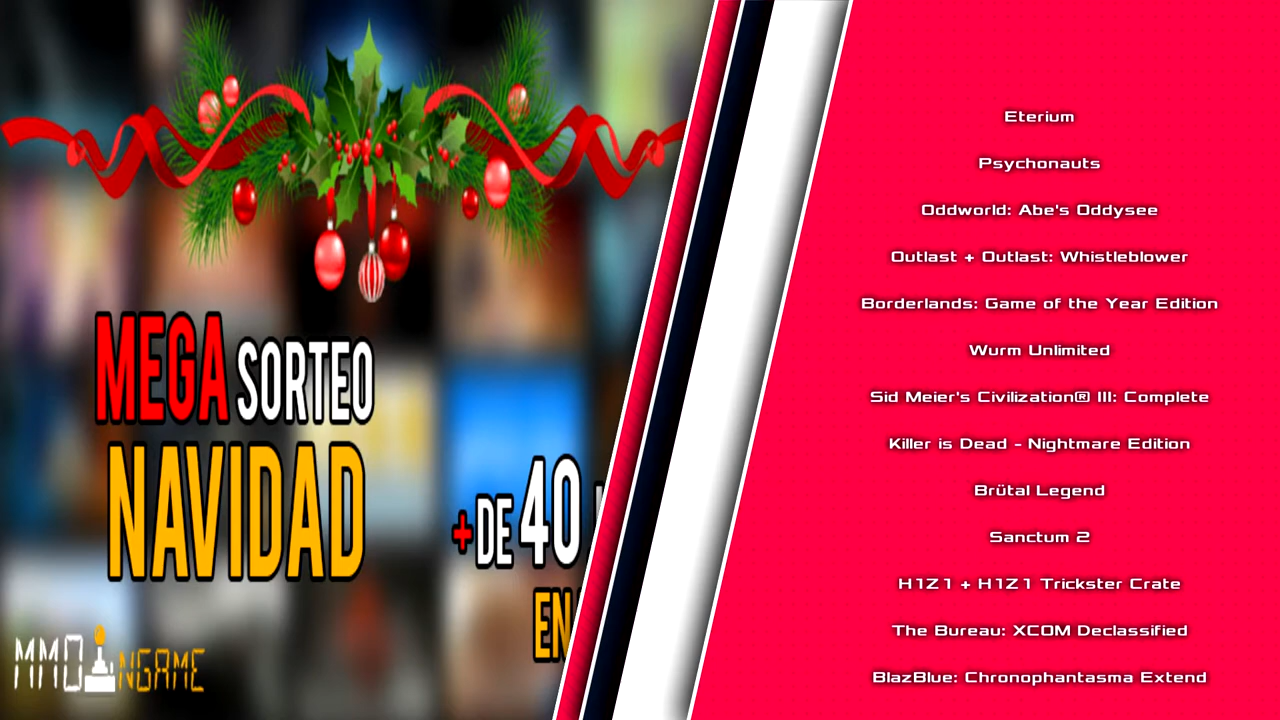 MEGA SORTEO
NAVIDAD
+DE 40
EN
MMOINGAME
Eterium
Psychonauts
Oddworld: Abe's Oddysee
Outlast + Outlast: Whistleblower
Borderlands: Game of the Year Edition
Wurm Unlimited
Sid Meier's Civilization® III: Complete
Killer is Dead - Nightmare Edition
Brütal Legend
Sanctum 2
H1Z1 + H1Z1 Trickster Crate
The Bureau: XCOM Declassified
BlazBlue: Chronophantasma Extend